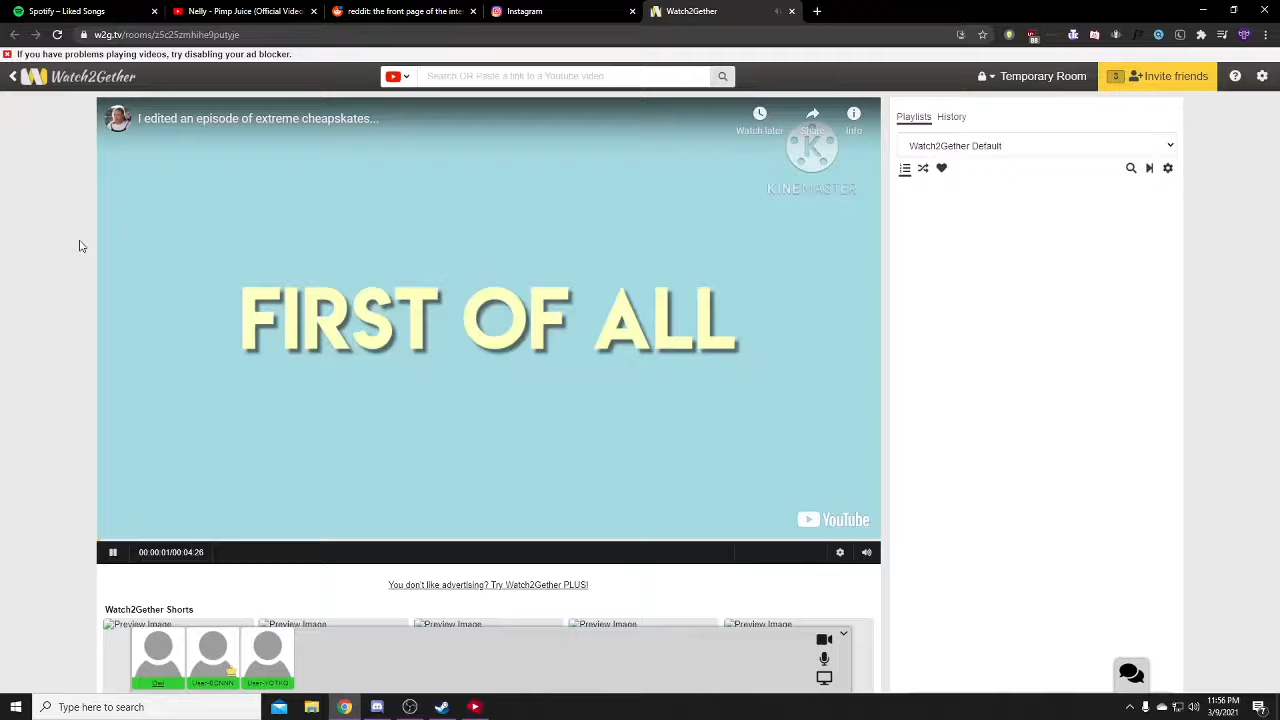 Spotify – Liked Songs
Nelly - Pimp Juice (Official Video
reddit: the front page of the inte
Instagram
Watch2Gether
w2g.tv/rooms/z5c25zmhihe9putyje
88
If you have problems playing videos, try disabling your ad blocker.
Watch2Gether
Search OR Paste a link to a Youtube video
Temporary Room
3
Invite friends
I edited an episode of extreme cheapskates...
Watch later
Share
Info
K
KINEMASTER
FIRST OF ALL
YouTube
00:00:01/00:04:26
Playlists
History
Watch2Gether Default
You don't like advertising? Try Watch2Gether PLUS!
Watch2Gether Shorts
Preview Image
Preview Image
Preview Image
Preview Image
Preview Image
Type here to search
11:56 PM
3/9/2021